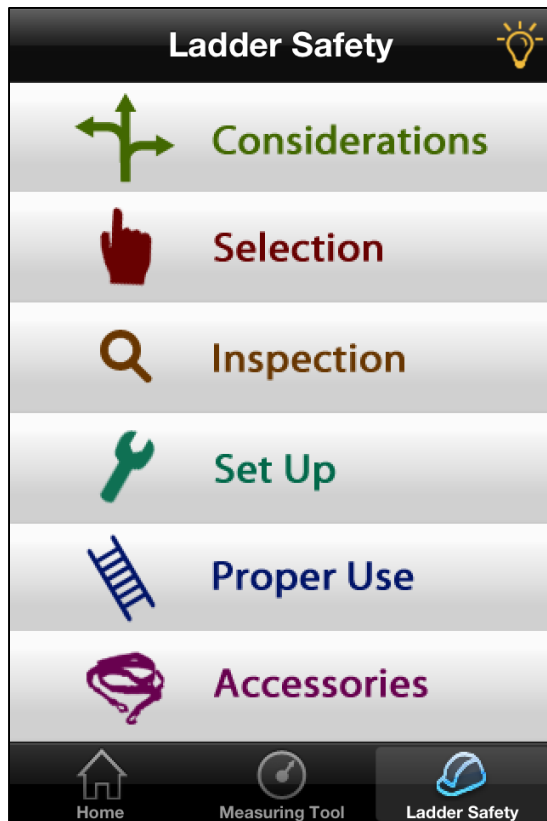 Ladder Safety
Considerations
Selection
Inspection
Set Up
Proper Use
Accessories
Home Measuring Tool Ladder Safety